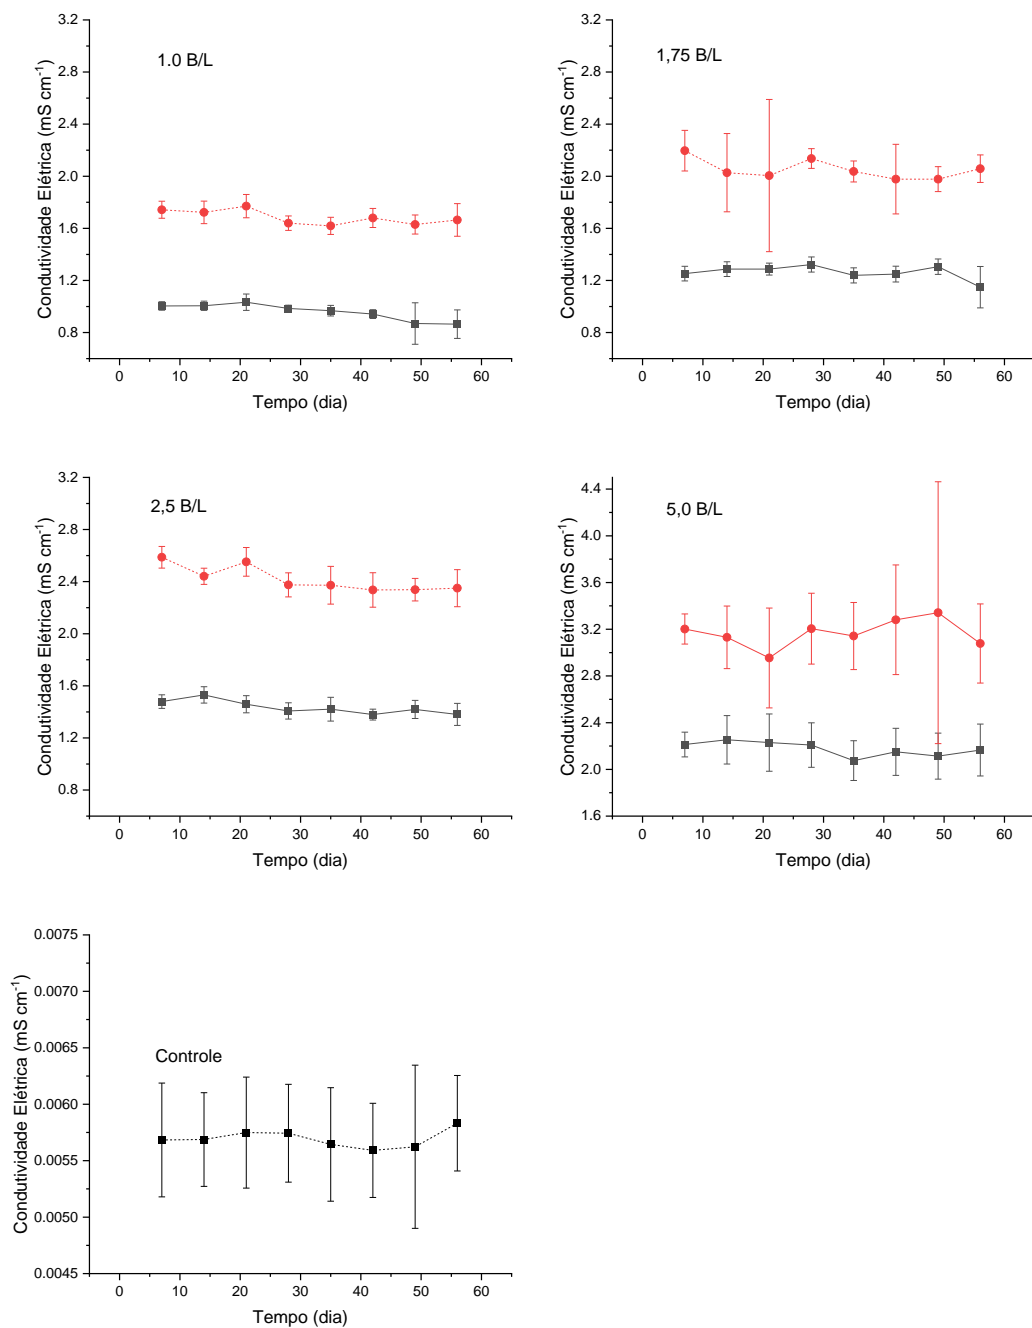 3.2
2.8
2.4
2.0
1.6
1.2
0.8
Condutividade Elétrica (mS cm⁻¹)
1.0 B/L
0 10 20 30 40 50 60
Tempo (dia)
3.2
2.8
2.4
2.0
1.6
1.2
0.8
Condutividade Elétrica (mS cm⁻¹)
1,75 B/L
0 10 20 30 40 50 60
Tempo (dia)
3.2
2.8
2.4
2.0
1.6
1.2
0.8
Condutividade Elétrica (mS cm⁻¹)
2,5 B/L
0 10 20 30 40 50 60
Tempo (dia)
4.4
4.0
3.6
3.2
2.8
2.4
2.0
1.6
Condutividade Elétrica (mS cm⁻¹)
5,0 B/L
0 10 20 30 40 50 60
Tempo (dia)
0.0075
0.0070
0.0065
0.0060
0.0055
0.0050
0.0045
Condutividade Elétrica (mS cm⁻¹)
Controle
0 10 20 30 40 50 60
Tempo (dia)